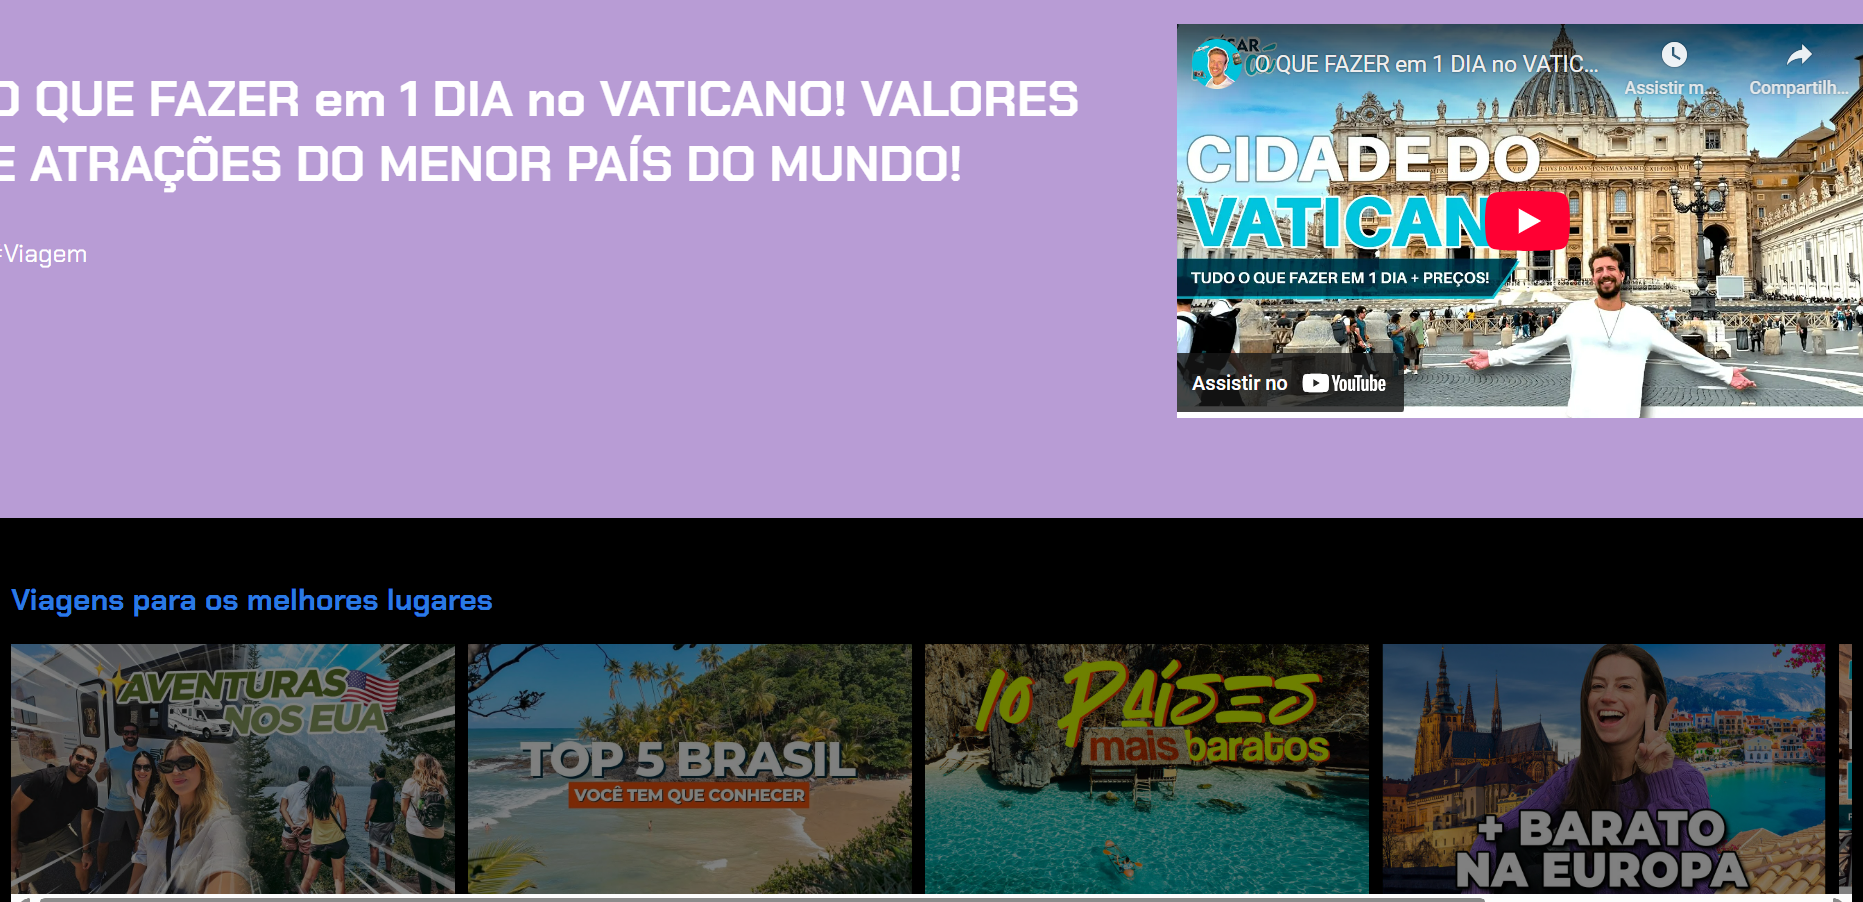 O QUE FAZER em 1 DIA no VATICANO! VALORES
E ATRAÇÕES DO MENOR PAÍS DO MUNDO!
#Viagem
O QUE FAZER em 1 DIA no VATIC...
Assistir m...
Compartilh...
CIDADE DO
VATICAN
TUDO O QUE FAZER EM 1 DIA + PREÇOS!
Assistir no YouTube
Viagens para os melhores lugares
AVENTURAS
NOS EUA
TOP 5 BRASIL
VOCÊ TEM QUE CONHECER
10 PAÍSES
mais baratos
+ BARATO
NA EUROPA